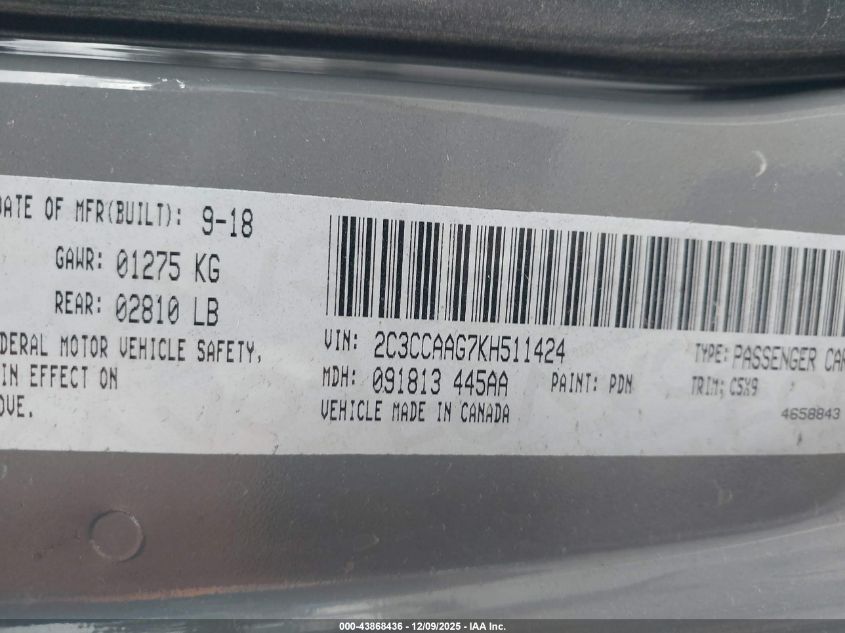 DATE OF MFR(BUILT): 9-18
GAWR: 01275 KG
REAR: 02810 LB
DERAL MOTOR VEHICLE SAFETY,
IN EFFECT ON
OVE.
VIN: 2C3CCAAG7KH511424
TYPE: PASSENGER CAR
MDH: 091813 445AA PAINT: PDN TRIM: C5X9
VEHICLE MADE IN CANADA
4658843
000-43868436 - 12/09/2025 - IAA Inc.